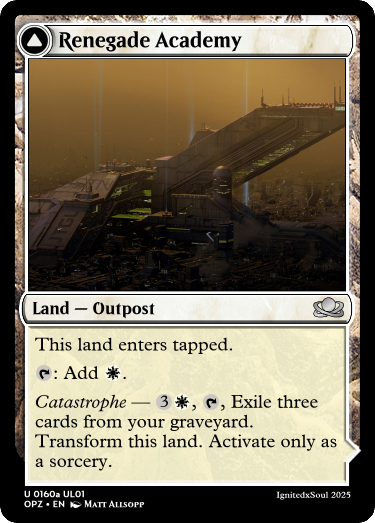 Renegade Academy
Land — Outpost
This land enters tapped.
: Add .
Catastrophe — 3 , , Exile three
cards from your graveyard.
Transform this land. Activate only as
a sorcery.
U 0160a UL01
OPZ • EN Matt Allsopp
IgnitedxSoul 2025